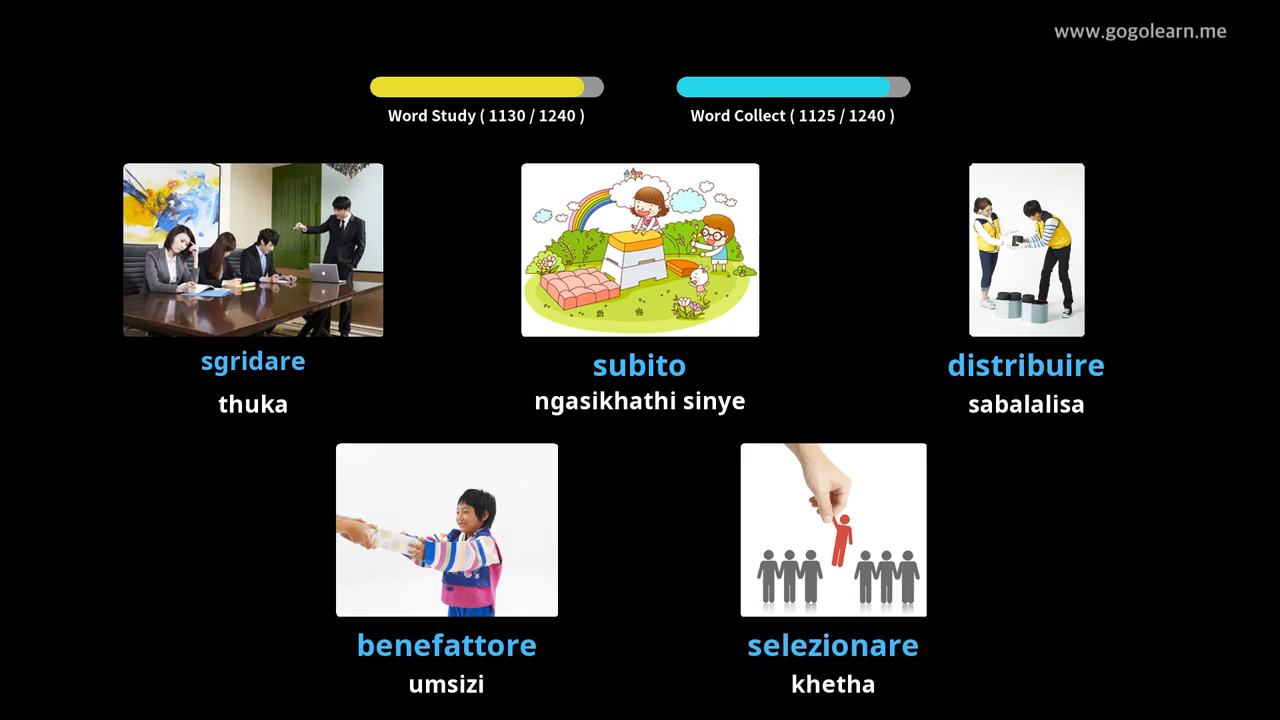 www.gogolearn.me
Word Study ( 1130 / 1240 )
Word Collect ( 1125 / 1240 )
sgridare
thuka
subito
ngasikhathi sinye
distribuire
sabalalisa
benefattore
umsizi
selezionare
khetha